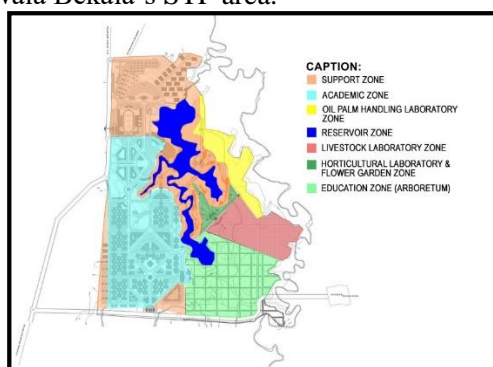 CAPTION:
SUPPORT ZONE
ACADEMIC ZONE
OIL PALM HANDLING LABORATORY
ZONE
RESERVOIR ZONE
LIVESTOCK LABORATORY ZONE
HORTICULTURAL LABORATORY &
FLOWER GARDEN ZONE
EDUCATION ZONE (ARBORETUM)